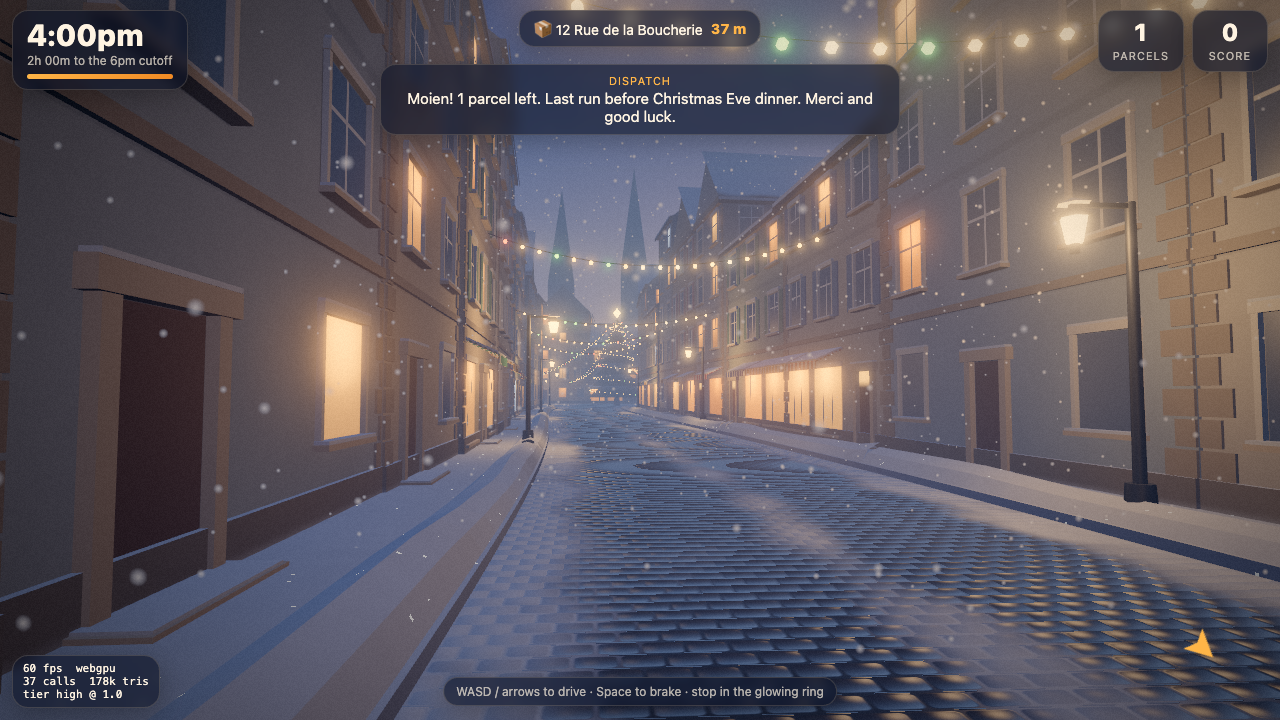 4:00pm
2h 00m to the 6pm cutoff
12 Rue de la Boucherie 37 m
1
PARCELS
0
SCORE
DISPATCH
Moien! 1 parcel left. Last run before Christmas Eve dinner. Merci and
good luck.
60 fps webgpu
37 calls 178k tris
tier high @ 1.0
WASD / arrows to drive · Space to brake · stop in the glowing ring